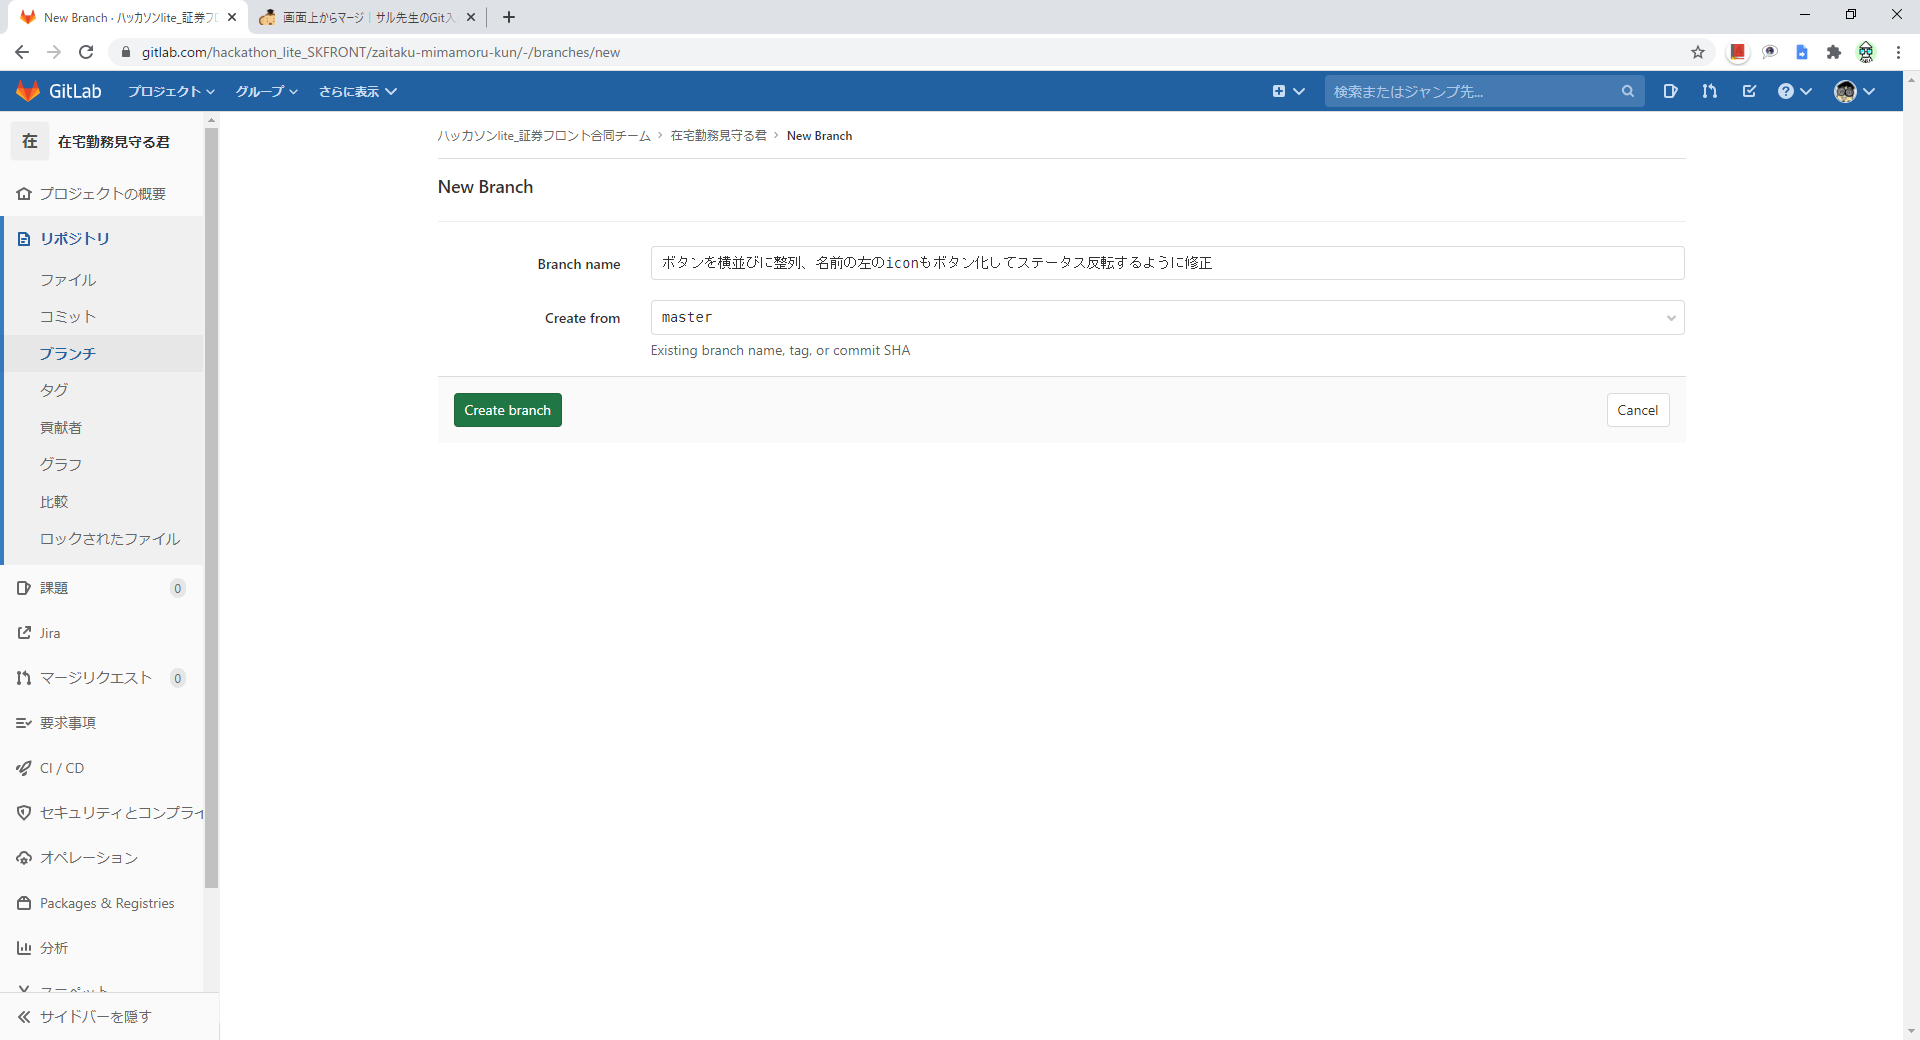 New Branch · ハッカソンlite_証券フロ
画面上からマージ | サル先生のGit入
gitlab.com/hackathon_lite_SKFRONT/zaitaku-mimamoru-kun/-/branches/new
GitLab プロジェクト グループ さらに表示 検索またはジャンプ先...
在 在宅勤務見守る君
プロジェクトの概要
リポジトリ
ファイル
コミット
ブランチ
タグ
貢献者
グラフ
比較
ロックされたファイル
課題 0
Jira
マージリクエスト 0
要求事項
CI / CD
セキュリティとコンプライ
オペレーション
Packages & Registries
分析
スニペット
サイドバーを隠す
ハッカソンlite_証券フロント合同チーム › 在宅勤務見守る君 › New Branch
New Branch
Branch name ボタンを横並びに整列、名前の左のiconもボタン化してステータス反転するように修正
Create from master
Existing branch name, tag, or commit SHA
Create branch Cancel